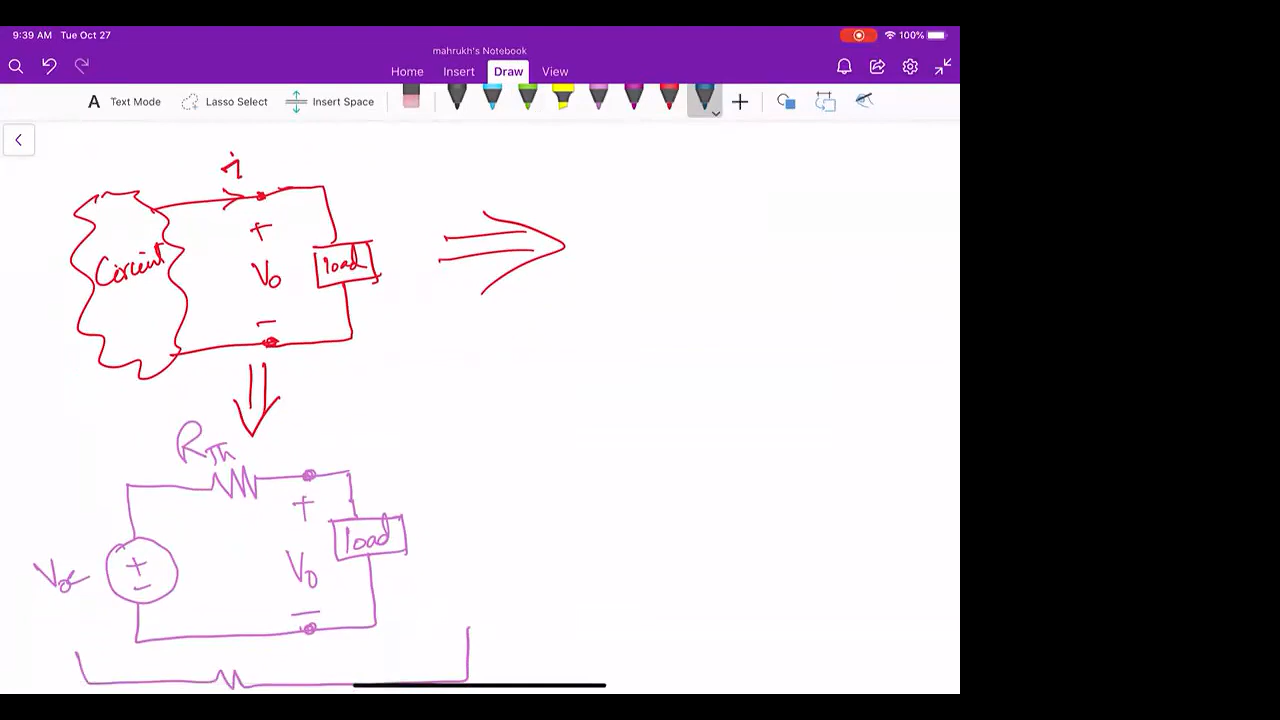 9:39 AM Tue Oct 27
100%
mahrukh's Notebook
Home Insert Draw View
A Text Mode Lasso Select Insert Space
i
+
Circuit
Vo
load
-
RTh
+
load
+
Voc
Vo
-
-